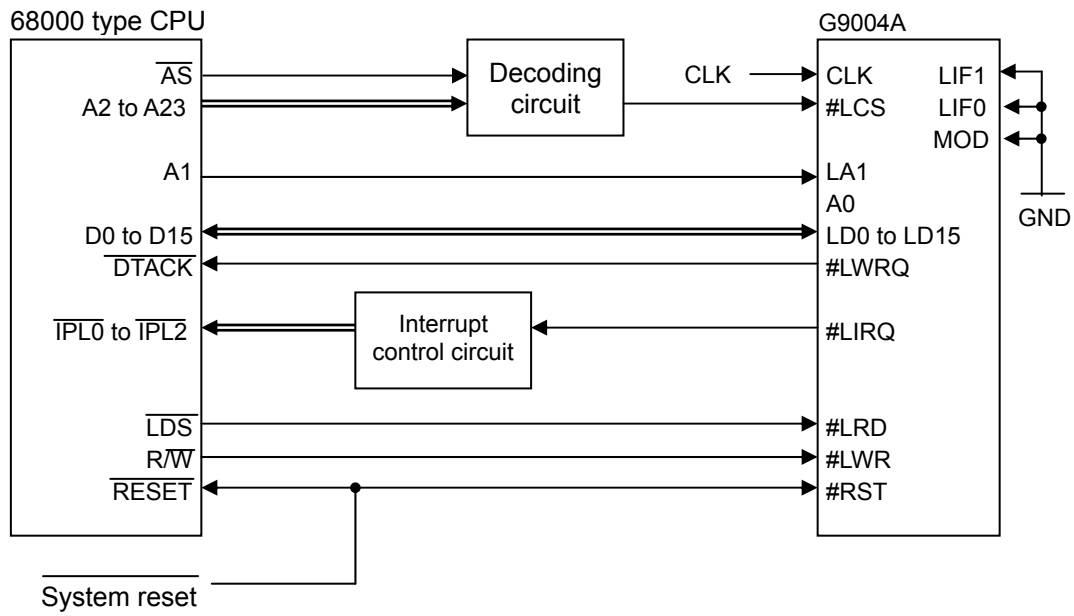 68000 type CPU
G9004A
AS
A2 to A23
A1
D0 to D15
DTACK
IPL0 to IPL2
LDS
R/W
RESET
Decoding
circuit
Interrupt
control circuit
CLK
CLK
#LCS
LA1
A0
LD0 to LD15
#LWRQ
#LIRQ
#LRD
#LWR
#RST
LIF1
LIF0
MOD
GND
System reset